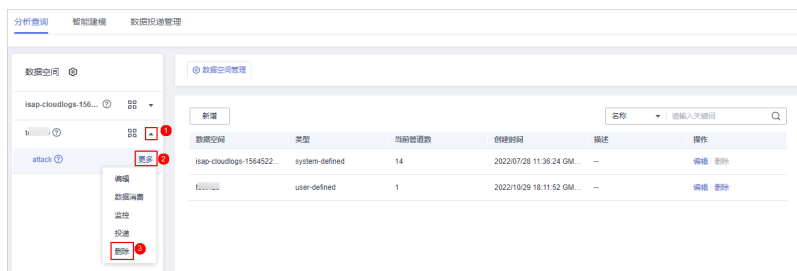 分析查询 智能建模 数据投递管理
数据空间
数据空间管理
isap-cloudlogs-156...
新增
名称 请输入关键词
1
数据空间 类型 当前管道数 创建时间 描述 操作
attack 更多 2
isap-cloudlogs-1564522... system-defined 14 2022/07/28 11:36:24 GM... -- 编辑 删除
编辑
user-defined 1 2022/10/29 18:11:52 GM... -- 编辑 删除
数据消费
监控
投递
删除 3